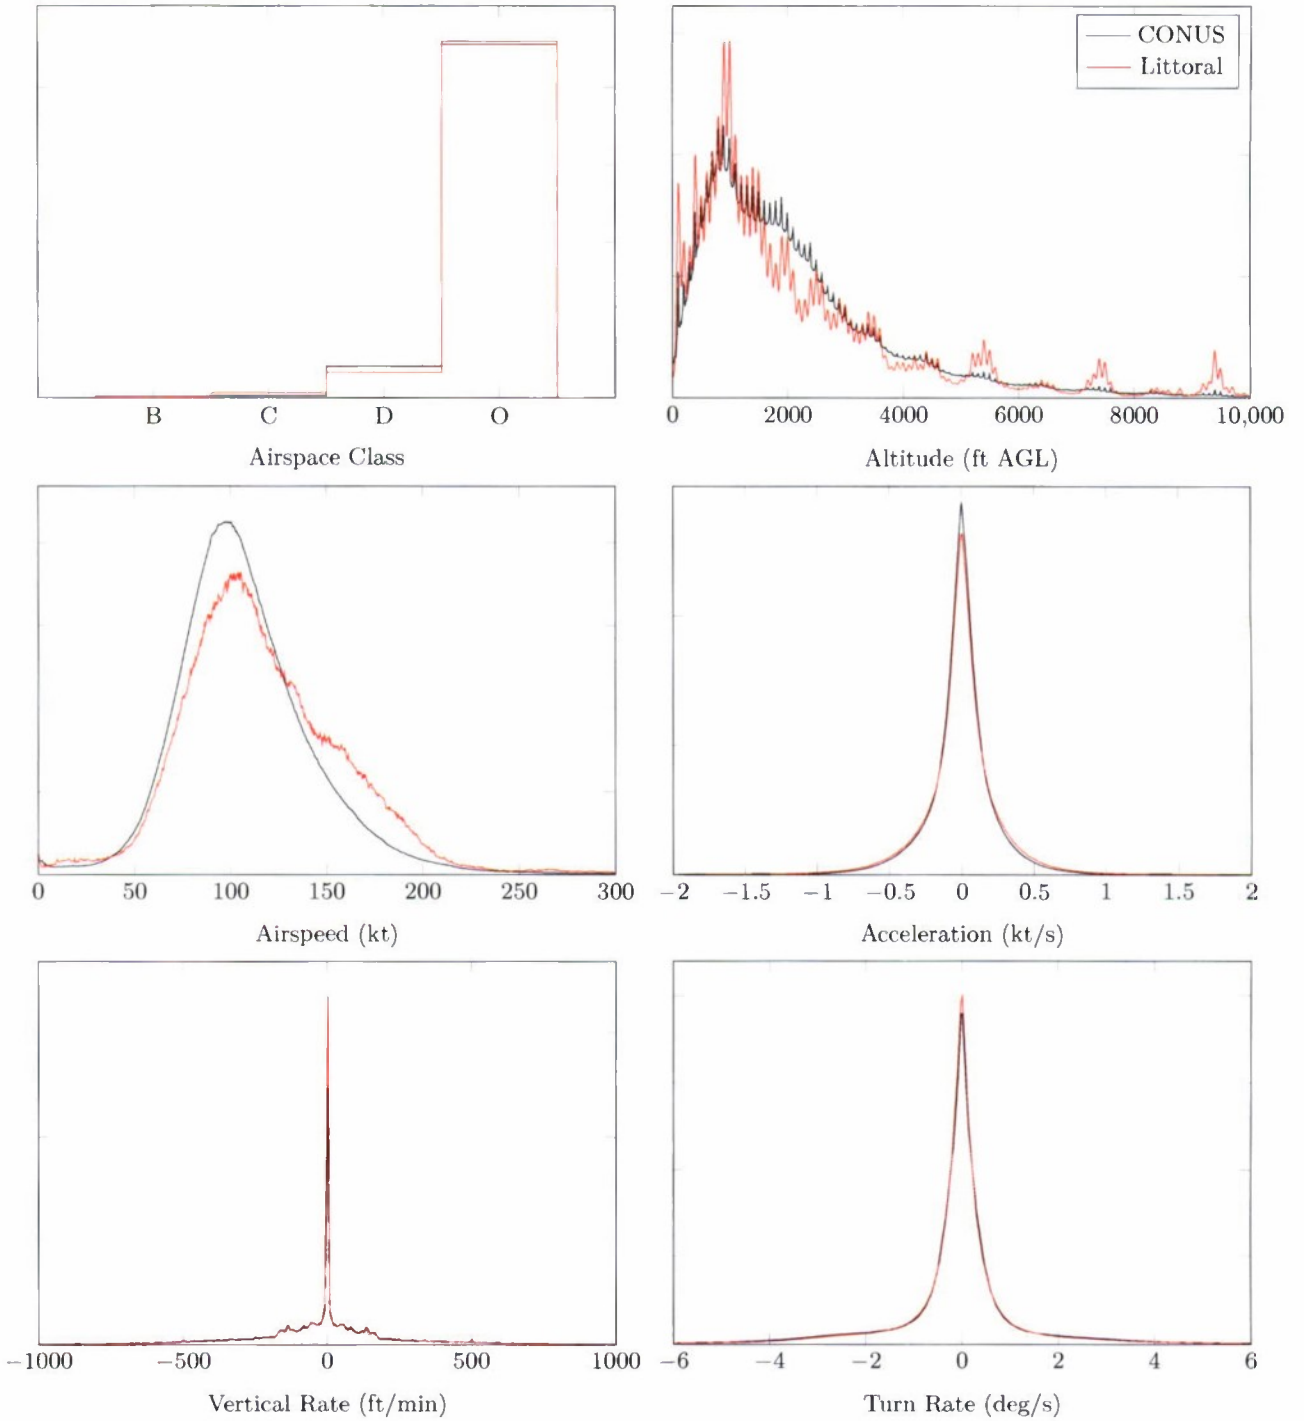 CONUS
Littoral
B C D O
Airspace Class
0 2000 4000 6000 8000 10,000
Altitude (ft AGL)
0 50 100 150 200 250 300
Airspeed (kt)
−2 −1.5 −1 −0.5 0 0.5 1 1.5 2
Acceleration (kt/s)
−1000 −500 0 500 1000
Vertical Rate (ft/min)
−6 −4 −2 0 2 4 6
Turn Rate (deg/s)